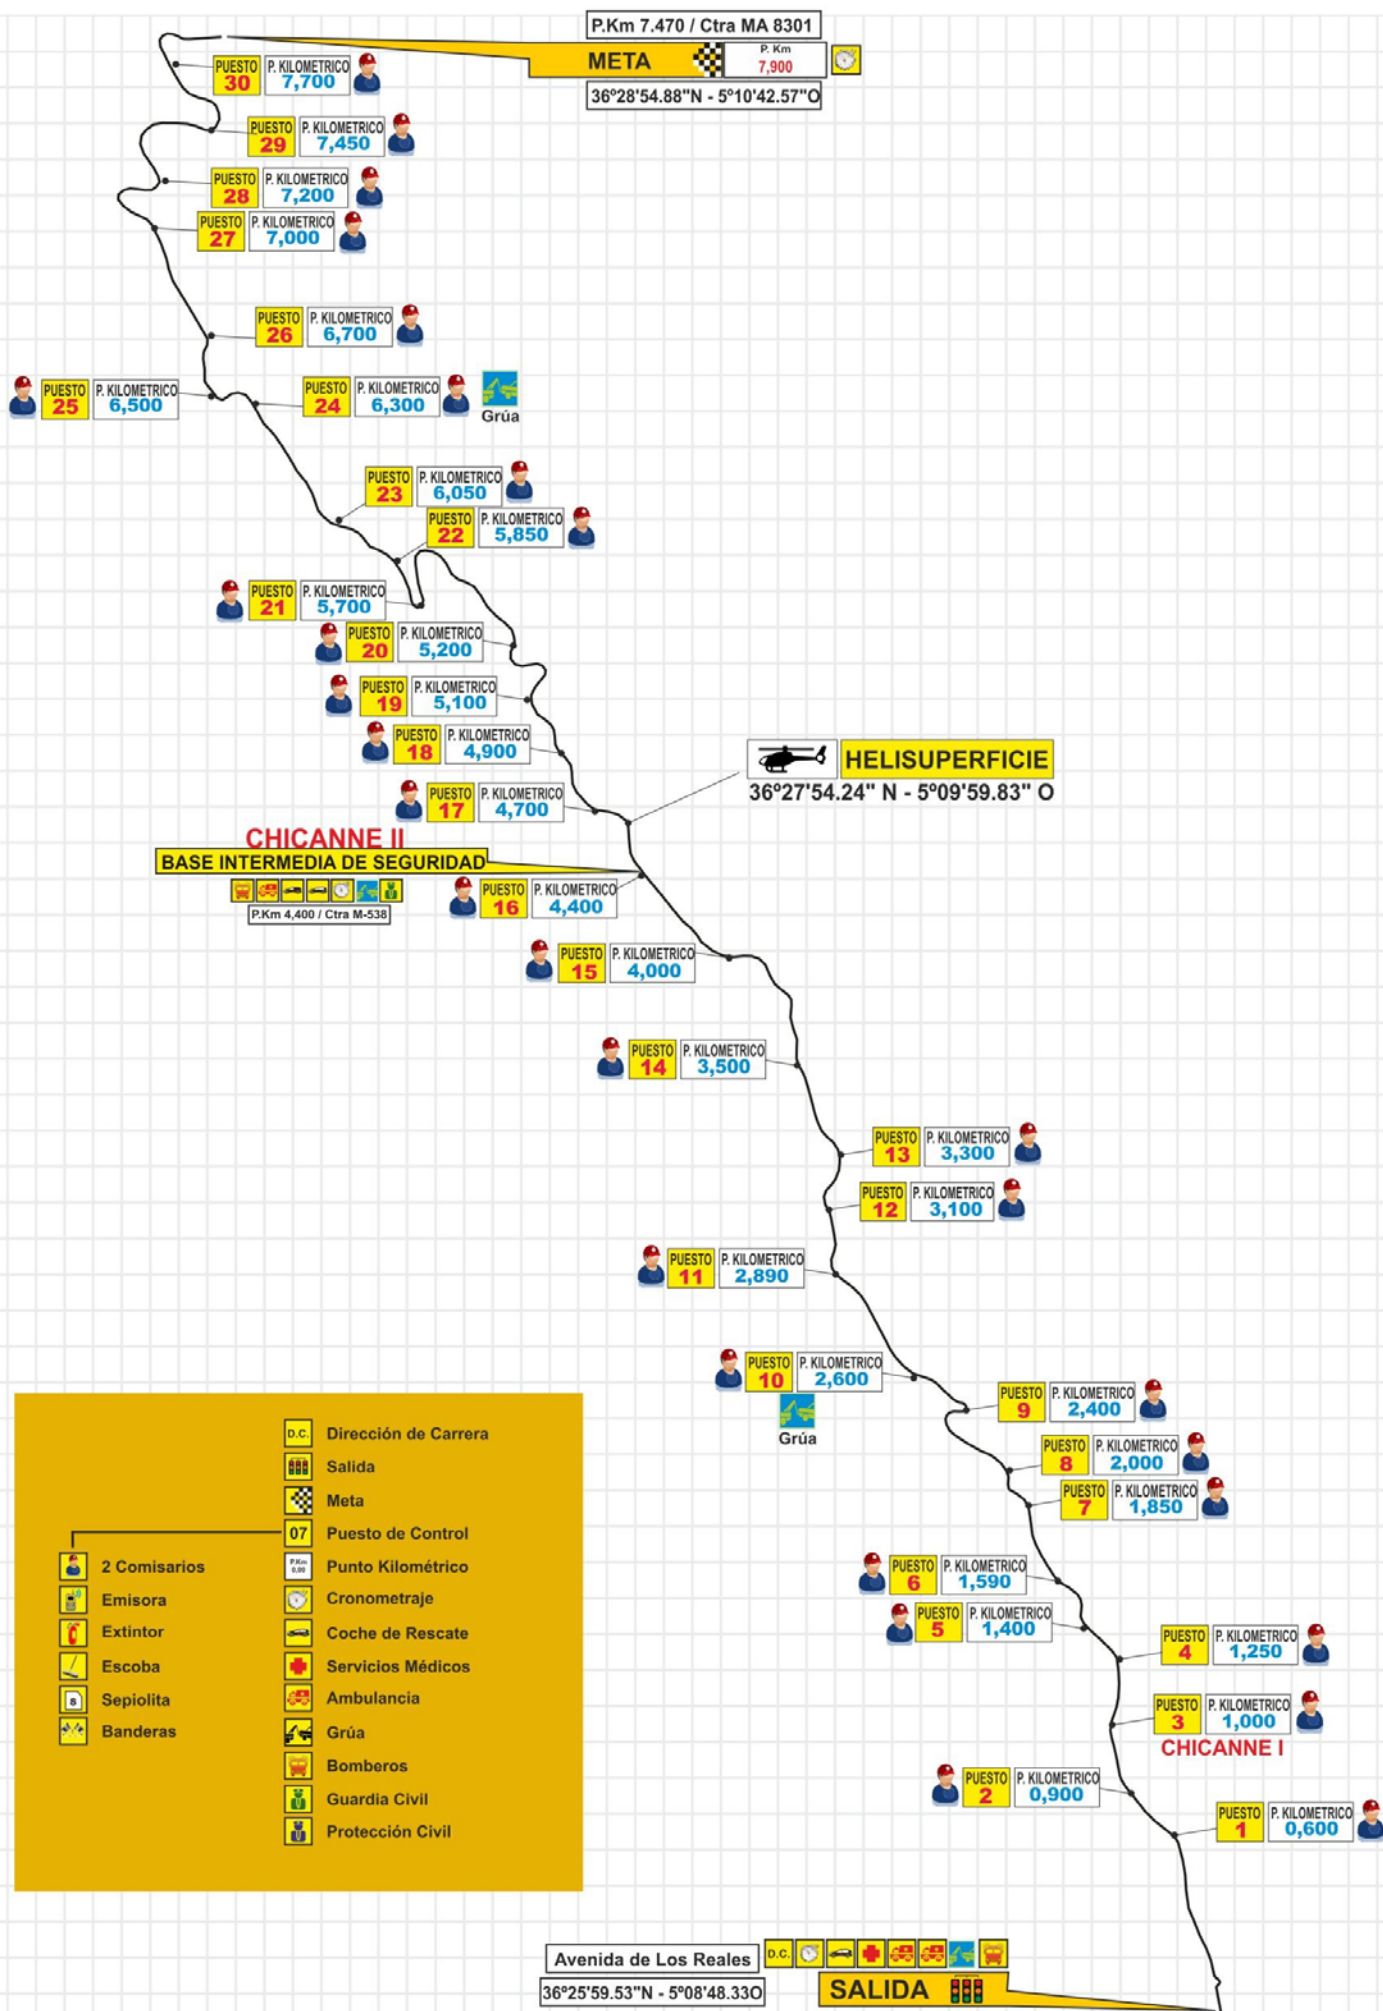 P.Km 7.470 / Ctra MA 8301
META
P. Km
7,900
36º28'54.88"N - 5º10'42.57"O
PUESTO
30
P. KILOMETRICO
7,700
PUESTO
29
P. KILOMETRICO
7,450
PUESTO
28
P. KILOMETRICO
7,200
PUESTO
27
P. KILOMETRICO
7,000
PUESTO
26
P. KILOMETRICO
6,700
PUESTO
25
P. KILOMETRICO
6,500
PUESTO
24
P. KILOMETRICO
6,300
Grúa
PUESTO
23
P. KILOMETRICO
6,050
PUESTO
22
P. KILOMETRICO
5,850
PUESTO
21
P. KILOMETRICO
5,700
PUESTO
20
P. KILOMETRICO
5,200
PUESTO
19
P. KILOMETRICO
5,100
PUESTO
18
P. KILOMETRICO
4,900
HELISUPERFICIE
36º27'54.24" N - 5º09'59.83" O
PUESTO
17
P. KILOMETRICO
4,700
CHICANNE II
BASE INTERMEDIA DE SEGURIDAD
P.Km 4,400 / Ctra M-538
PUESTO
16
P. KILOMETRICO
4,400
PUESTO
15
P. KILOMETRICO
4,000
PUESTO
14
P. KILOMETRICO
3,500
PUESTO
13
P. KILOMETRICO
3,300
PUESTO
12
P. KILOMETRICO
3,100
PUESTO
11
P. KILOMETRICO
2,890
PUESTO
10
P. KILOMETRICO
2,600
Grúa
PUESTO
9
P. KILOMETRICO
2,400
PUESTO
8
P. KILOMETRICO
2,000
PUESTO
7
P. KILOMETRICO
1,850
PUESTO
6
P. KILOMETRICO
1,590
PUESTO
5
P. KILOMETRICO
1,400
PUESTO
4
P. KILOMETRICO
1,250
PUESTO
3
P. KILOMETRICO
1,000
CHICANNE I
PUESTO
2
P. KILOMETRICO
0,900
PUESTO
1
P. KILOMETRICO
0,600
D.C. Dirección de Carrera
Salida
Meta
07 Puesto de Control
P.Km
0,00
Punto Kilométrico
Cronometraje
Coche de Rescate
Servicios Médicos
Ambulancia
Grúa
Bomberos
Guardia Civil
Protección Civil
2 Comisarios
Emisora
Extintor
Escoba
S Sepiolita
Banderas
Avenida de Los Reales
D.C.
36º25'59.53"N - 5º08'48.33O
SALIDA